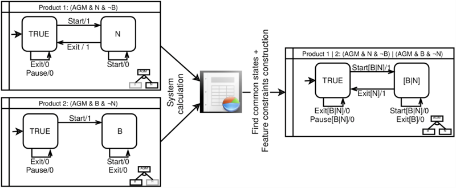 Product 1: (AGM & N & ¬B)
TRUE
Start/1
N
Exit / 1
Exit/0
Pause/0
Start/0
Product 2: (AGM & B & ¬N)
TRUE
Start/1
B
Exit/0
Pause/0
Start/0
Exit/0
System
calculation
Find common states +
Feature constraints construction
Product 1 | 2: (AGM & N & ¬B) | (AGM & B & ¬N)
TRUE
Start[B|N]/1
[B|N]
Exit[N]/1
Exit[B|N]/0
Pause[B|N]/0
Start[B|N]/0
Exit[B]/0